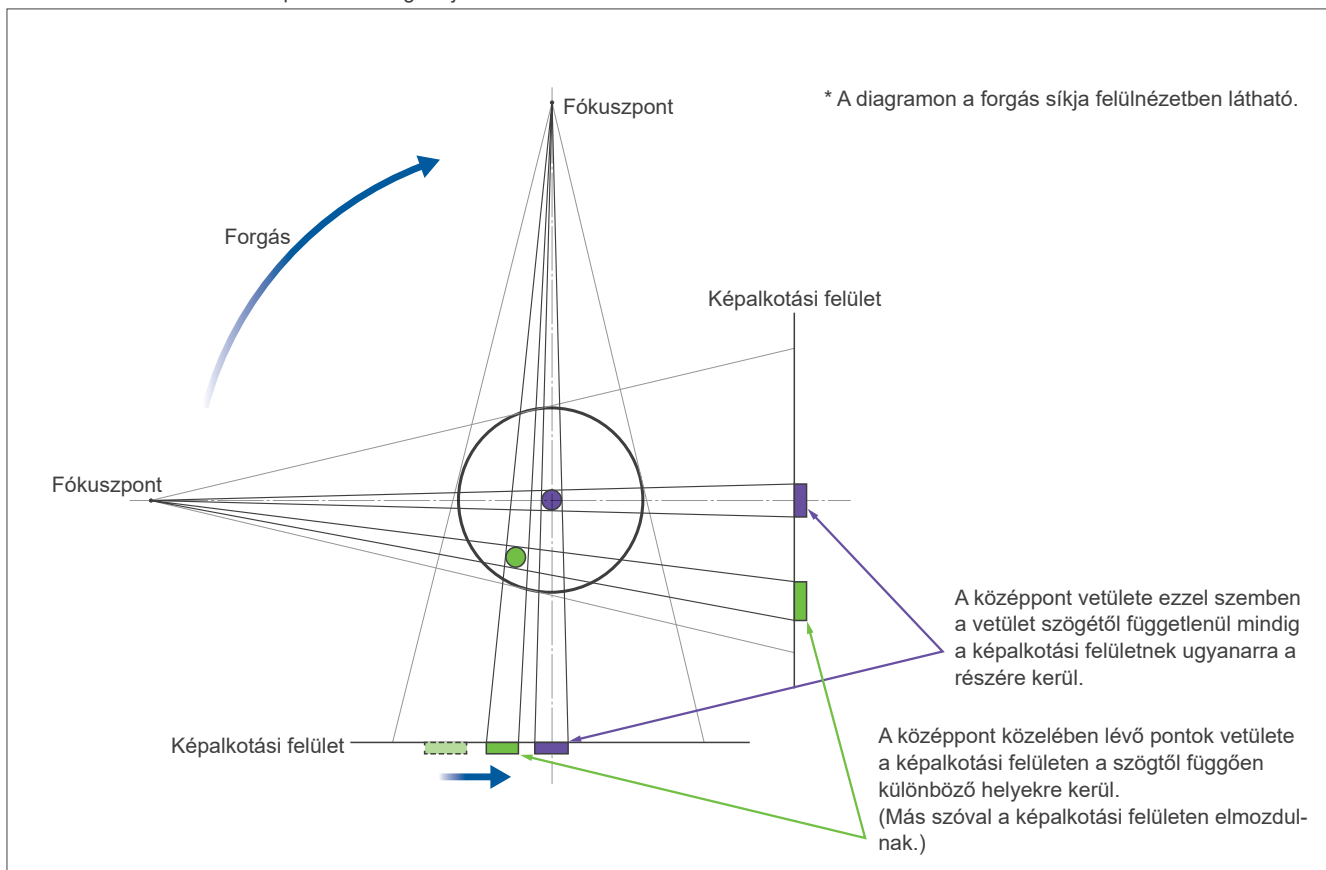 Fókuszpont
* A diagramon a forgás síkja felülnézetben látható.
Forgás
Képalkotási felület
Fókuszpont
A középpont vetülete ezzel szemben
a vetület szögétől függetlenül mindig
a képalkotási felületnek ugyanarra a
részére kerül.
Képalkotási felület
A középpont közelében lévő pontok vetülete
a képalkotási felületen a szögtől függően
különböző helyekre kerül.
(Más szóval a képalkotási felületen elmozdul-
nak.)